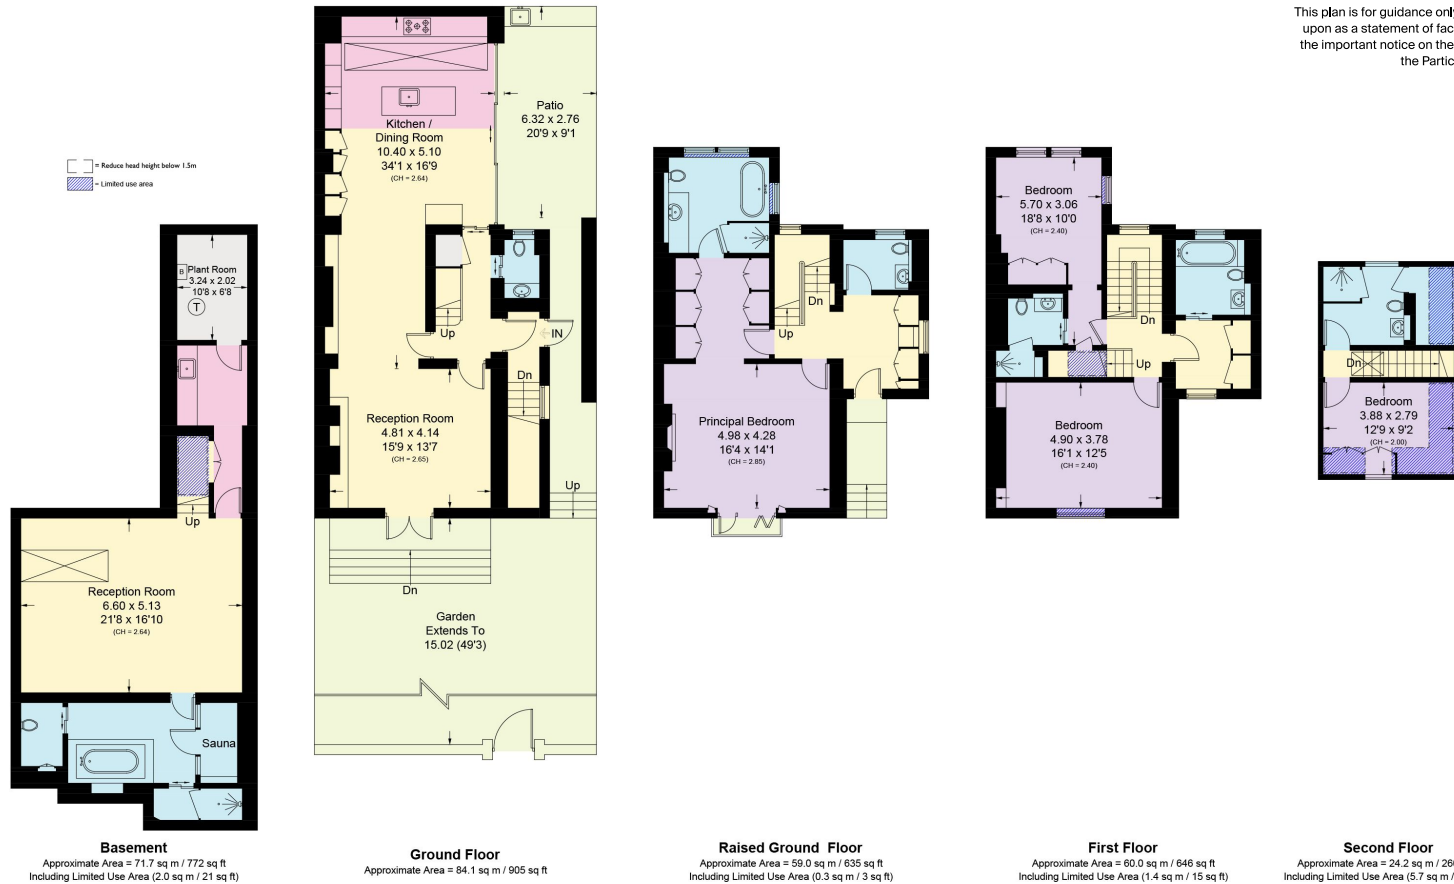 This plan is for guidance only
upon as a statement of fac
the important notice on the
the Partic
= Reduce head height below 1.5m
= Limited use area
Plant Room
3.24 x 2.02
10'8 x 6'8
B
T
Up
Reception Room
6.60 x 5.13
21'8 x 16'10
(CH = 2.64)
Sauna
Basement
Approximate Area = 71.7 sq m / 772 sq ft
Including Limited Use Area (2.0 sq m / 21 sq ft)
Kitchen /
Dining Room
10.40 x 5.10
34'1 x 16'9
(CH = 2.64)
Patio
6.32 x 2.76
20'9 x 9'1
Up
IN
Dn
Reception Room
4.81 x 4.14
15'9 x 13'7
(CH = 2.65)
Up
Dn
Garden
Extends To
15.02 (49'3)
Ground Floor
Approximate Area = 84.1 sq m / 905 sq ft
Dn
Up
Principal Bedroom
4.98 x 4.28
16'4 x 14'1
(CH = 2.85)
Raised Ground Floor
Approximate Area = 59.0 sq m / 635 sq ft
Including Limited Use Area (0.3 sq m / 3 sq ft)
Bedroom
5.70 x 3.06
18'8 x 10'0
(CH = 2.40)
Dn
Up
Bedroom
4.90 x 3.78
16'1 x 12'5
(CH = 2.40)
First Floor
Approximate Area = 60.0 sq m / 646 sq ft
Including Limited Use Area (1.4 sq m / 15 sq ft)
Dn
Bedroom
3.88 x 2.79
12'9 x 9'2
(CH = 2.00)
Second Floor
Approximate Area = 24.2 sq m / 26
Including Limited Use Area (5.7 sq m /